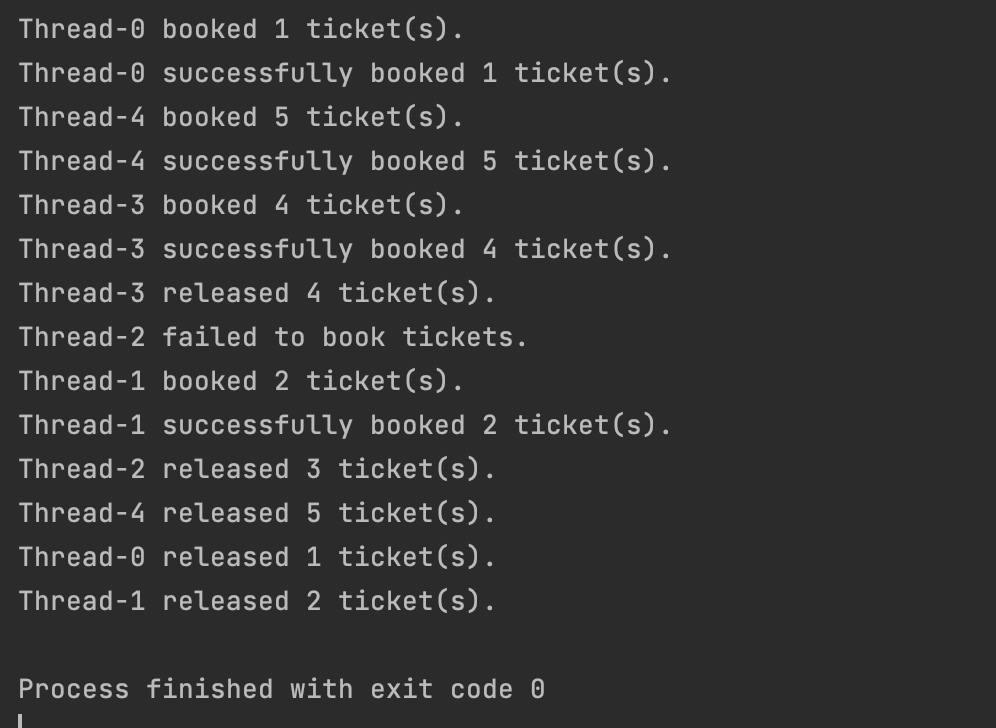 Thread-0 booked 1 ticket(s).
Thread-0 successfully booked 1 ticket(s).
Thread-4 booked 5 ticket(s).
Thread-4 successfully booked 5 ticket(s).
Thread-3 booked 4 ticket(s).
Thread-3 successfully booked 4 ticket(s).
Thread-3 released 4 ticket(s).
Thread-2 failed to book tickets.
Thread-1 booked 2 ticket(s).
Thread-1 successfully booked 2 ticket(s).
Thread-2 released 3 ticket(s).
Thread-4 released 5 ticket(s).
Thread-0 released 1 ticket(s).
Thread-1 released 2 ticket(s).
Process finished with exit code 0